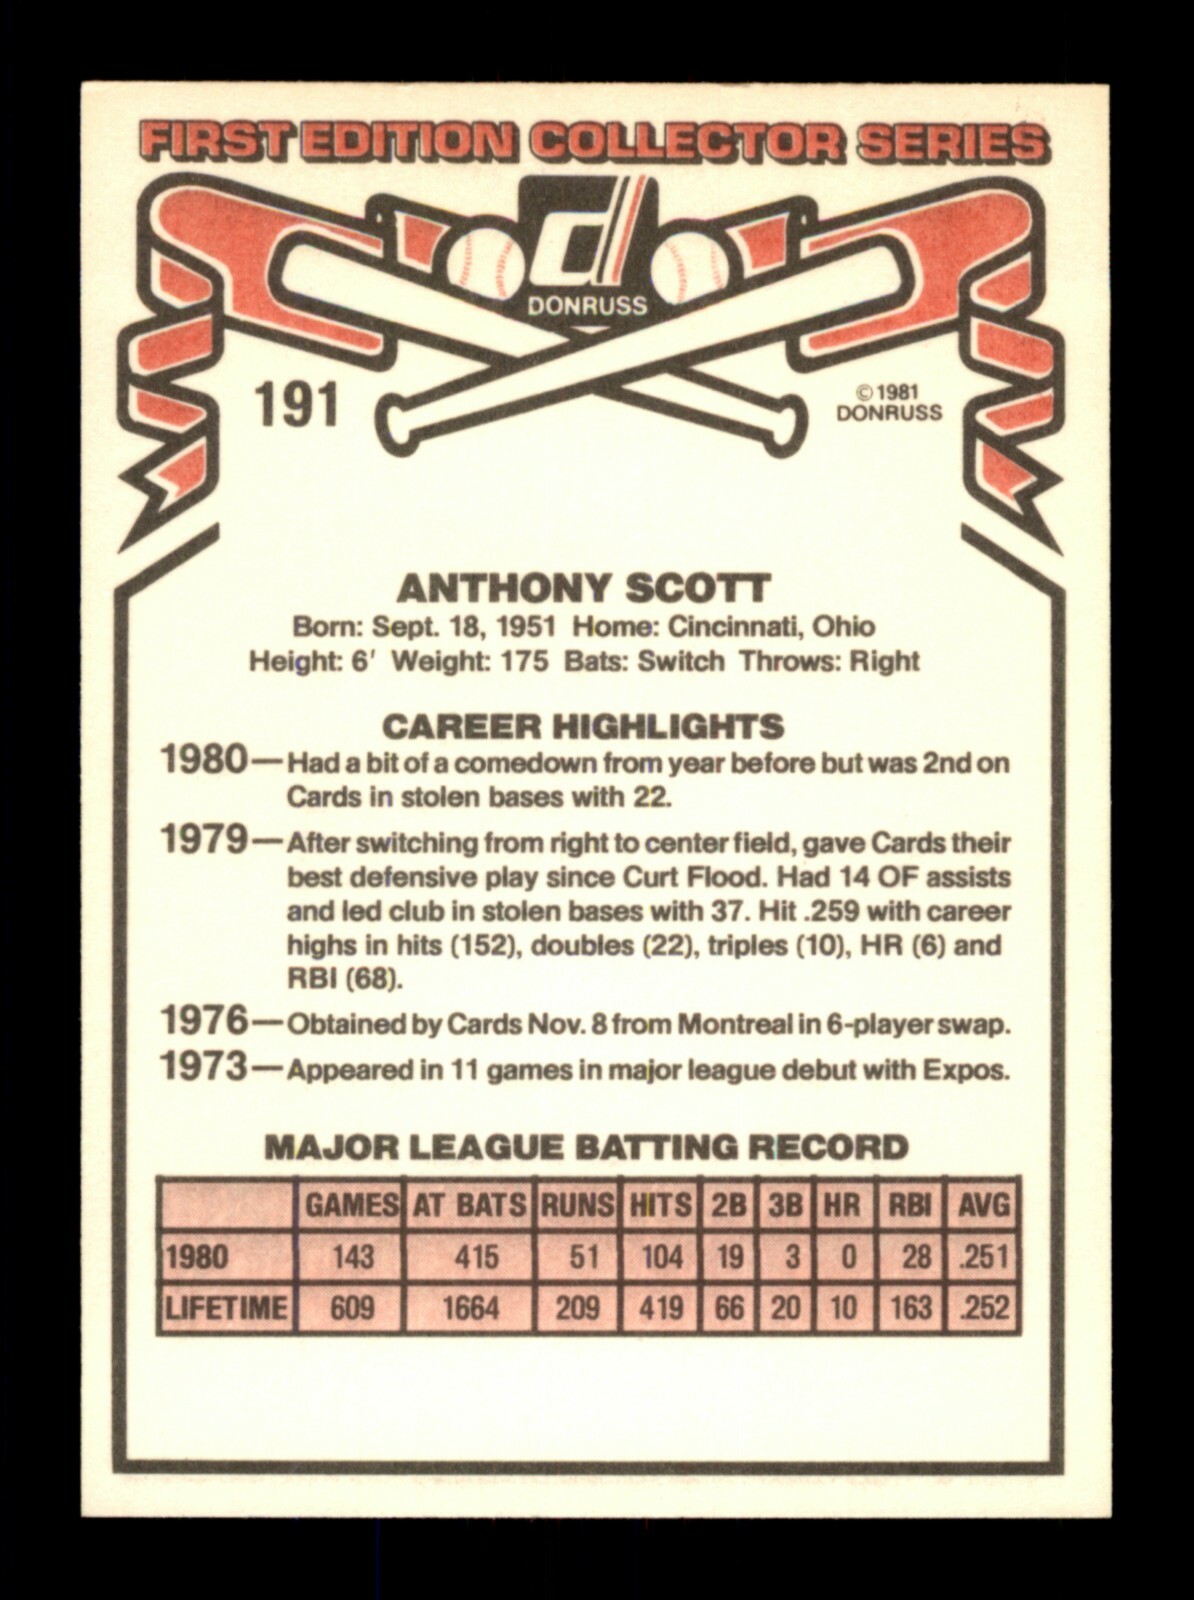 FIRST EDITION COLLECTOR SERIES
d
DONRUSS
191
©1981
DONRUSS
ANTHONY SCOTT
Born: Sept. 18, 1951 Home: Cincinnati, Ohio
Height: 6' Weight: 175 Bats: Switch Throws: Right
CAREER HIGHLIGHTS
1980—Had a bit of a comedown from year before but was 2nd on
Cards in stolen bases with 22.
1979—After switching from right to center field, gave Cards their
best defensive play since Curt Flood. Had 14 OF assists
and led club in stolen bases with 37. Hit .259 with career
highs in hits (152), doubles (22), triples (10), HR (6) and
RBI (68).
1976—Obtained by Cards Nov. 8 from Montreal in 6-player swap.
1973—Appeared in 11 games in major league debut with Expos.
MAJOR LEAGUE BATTING RECORD
GAMES AT BATS RUNS HITS 2B 3B HR RBI AVG
1980 143 415 51 104 19 3 0 28 .251
LIFETIME 609 1664 209 419 66 20 10 163 .252